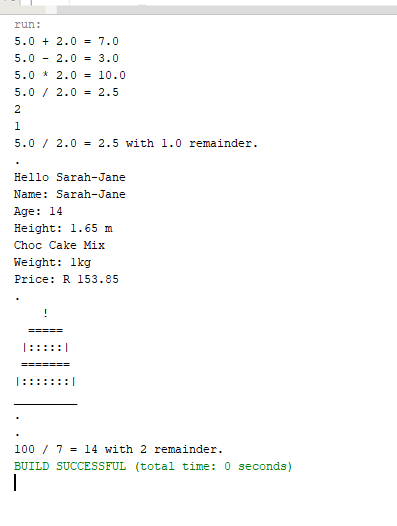 run:
5.0 + 2.0 = 7.0
5.0 - 2.0 = 3.0
5.0 * 2.0 = 10.0
5.0 / 2.0 = 2.5
2
1
5.0 / 2.0 = 2.5 with 1.0 remainder.
.
Hello Sarah-Jane
Name: Sarah-Jane
Age: 14
Height: 1.65 m
Choc Cake Mix
Weight: 1kg
Price: R 153.85
.
    !
  =====
 |:::::|
 =======
|:::::::|
_________
.
.
100 / 7 = 14 with 2 remainder.
BUILD SUCCESSFUL (total time: 0 seconds)